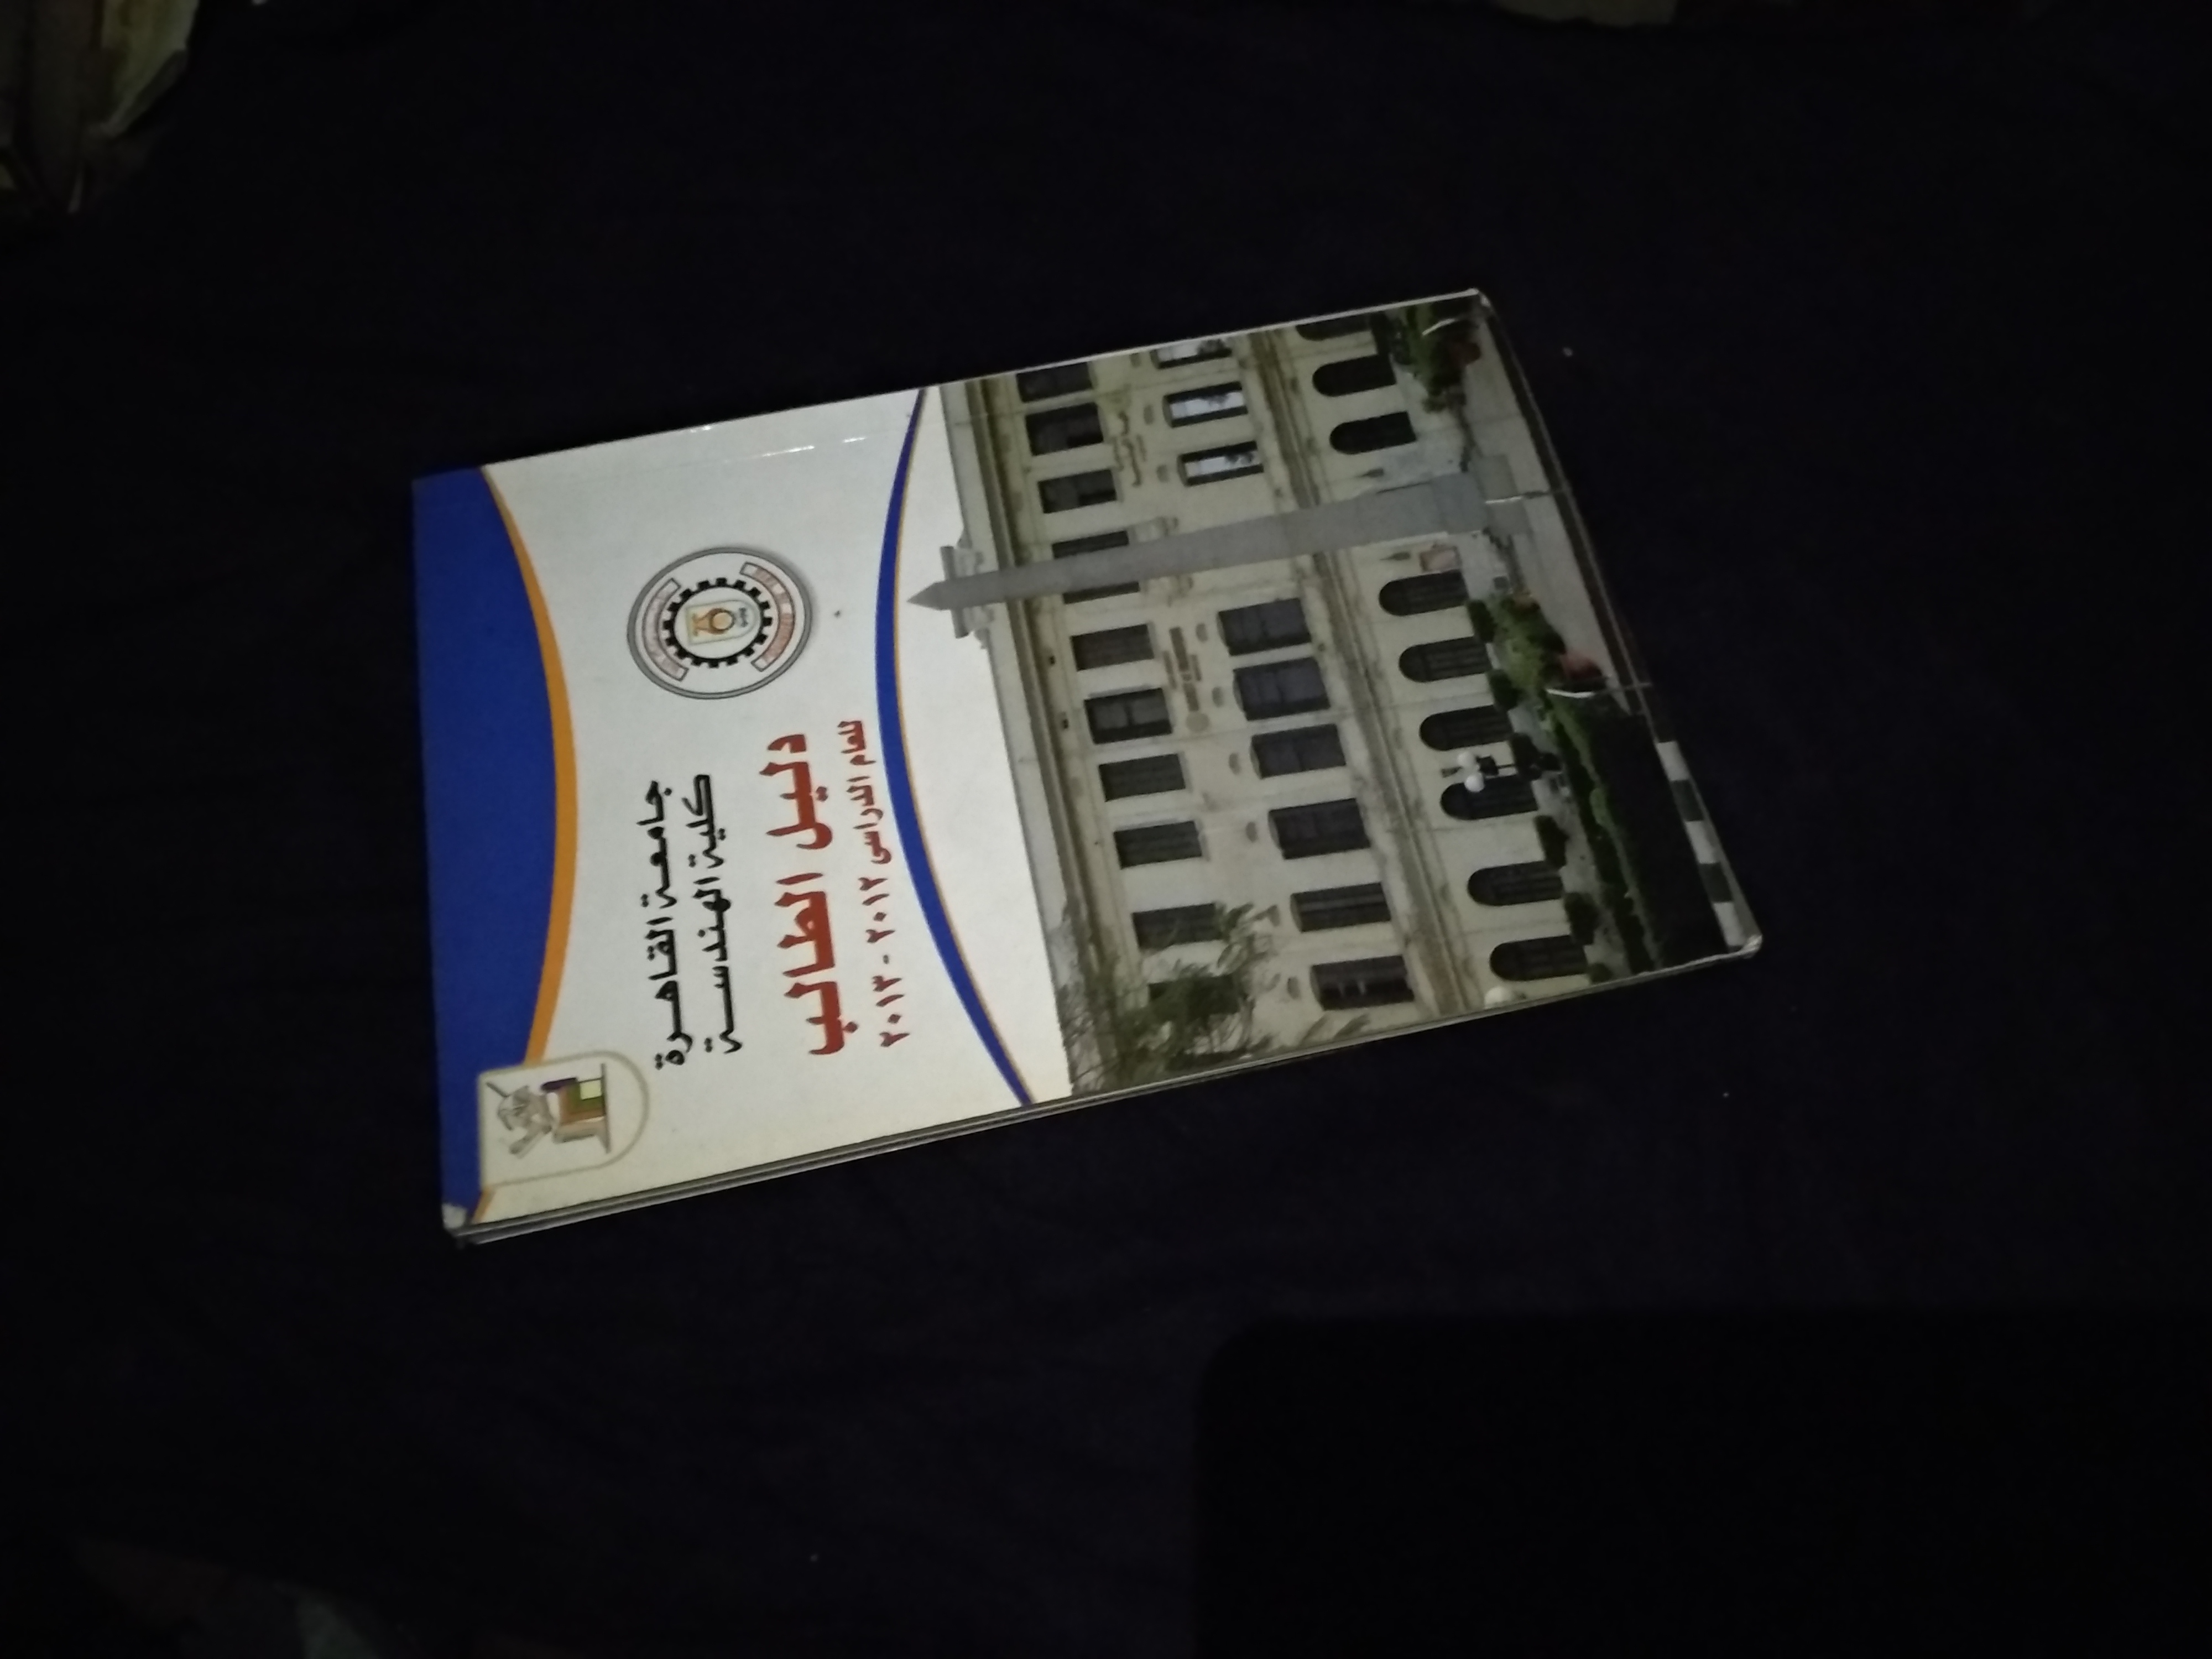 جامعة القاهرة
كلية الهندسة
دليل الطالب
للعام الدراسى ٢٠١٢ - ٢٠١٣